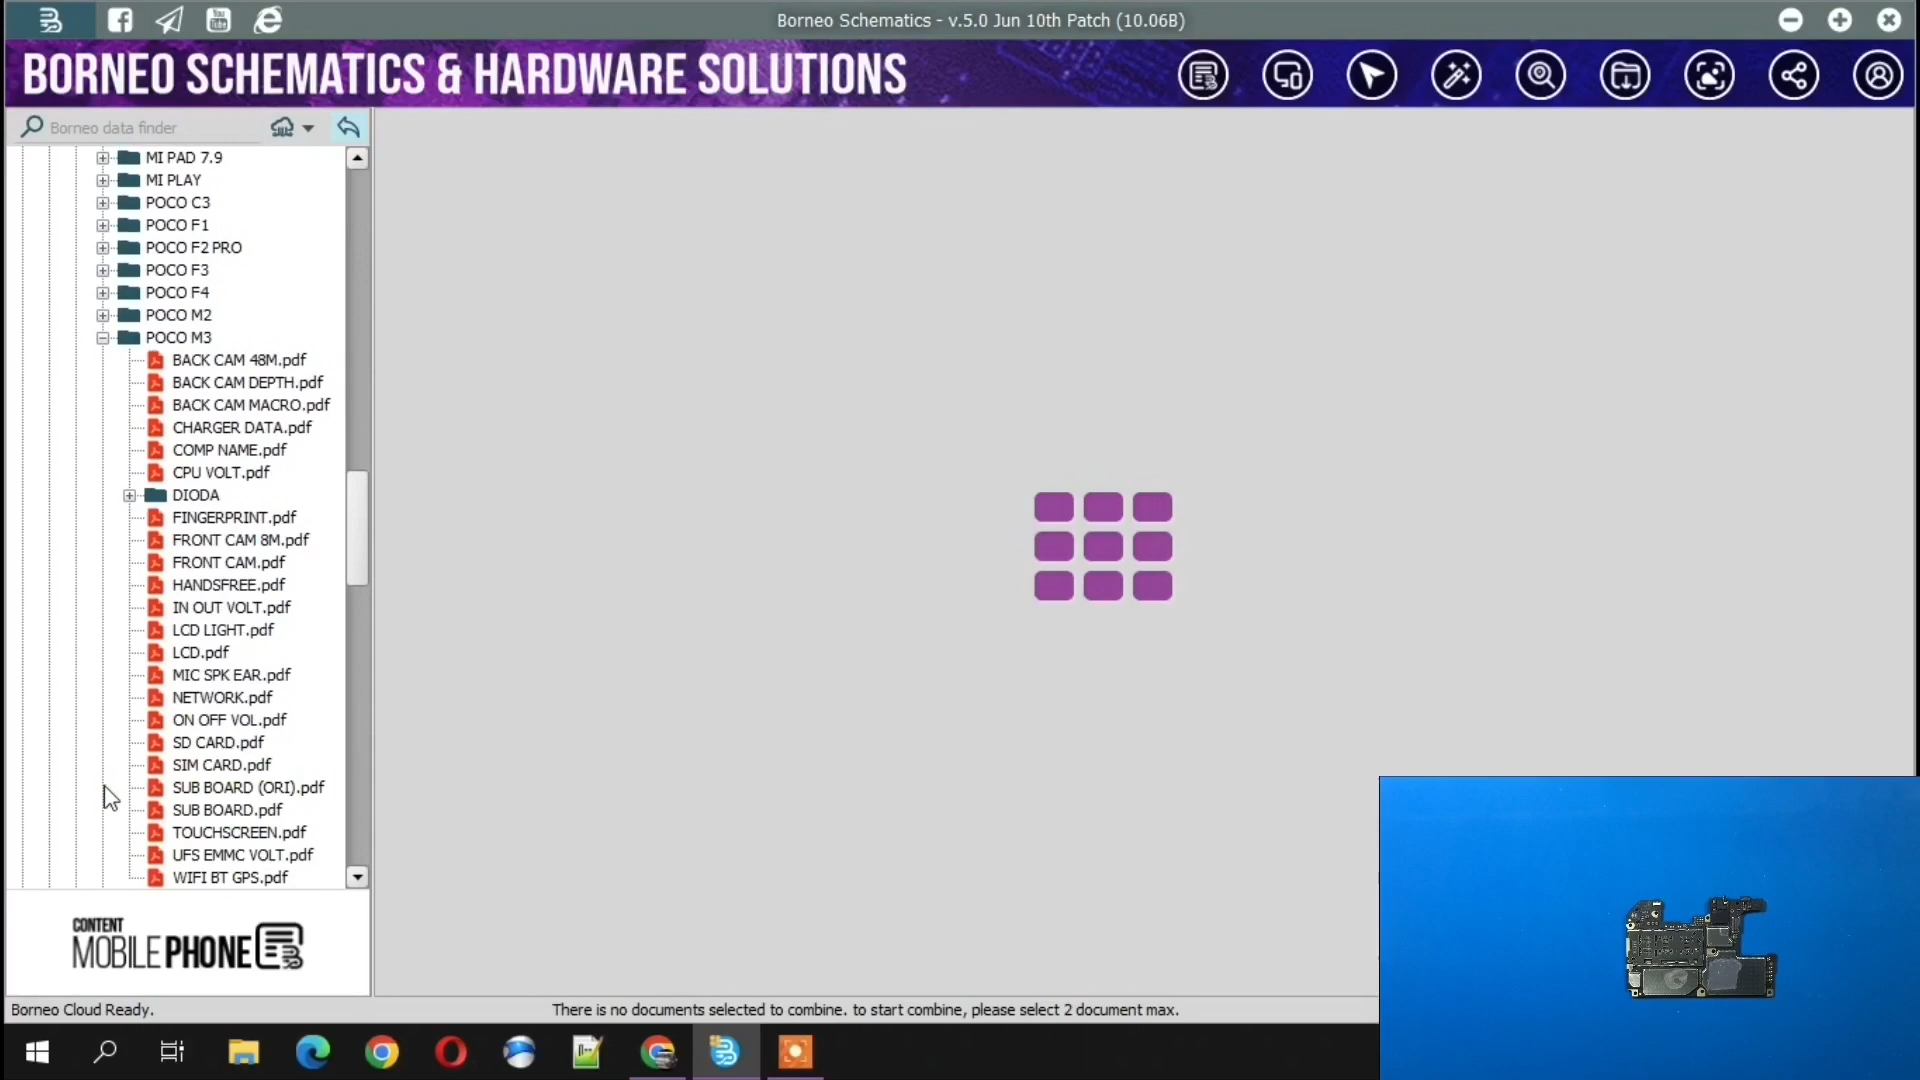 Borneo Schematics - v.5.0 Jun 10th Patch (10.06B)
BORNEO SCHEMATICS & HARDWARE SOLUTIONS
Borneo data finder
MI PAD 7.9
MI PLAY
POCO C3
POCO F1
POCO F2 PRO
POCO F3
POCO F4
POCO M2
POCO M3
BACK CAM 48M.pdf
BACK CAM DEPTH.pdf
BACK CAM MACRO.pdf
CHARGER DATA.pdf
COMP NAME.pdf
CPU VOLT.pdf
DIODA
FINGERPRINT.pdf
FRONT CAM 8M.pdf
FRONT CAM.pdf
HANDSFREE.pdf
IN OUT VOLT.pdf
LCD LIGHT.pdf
LCD.pdf
MIC SPK EAR.pdf
NETWORK.pdf
ON OFF VOL.pdf
SD CARD.pdf
SIM CARD.pdf
SUB BOARD (ORI).pdf
SUB BOARD.pdf
TOUCHSCREEN.pdf
UFS EMMC VOLT.pdf
WIFI BT GPS.pdf
CONTENT
MOBILE PHONE
Borneo Cloud Ready.
There is no documents selected to combine. to start combine, please select 2 document max.